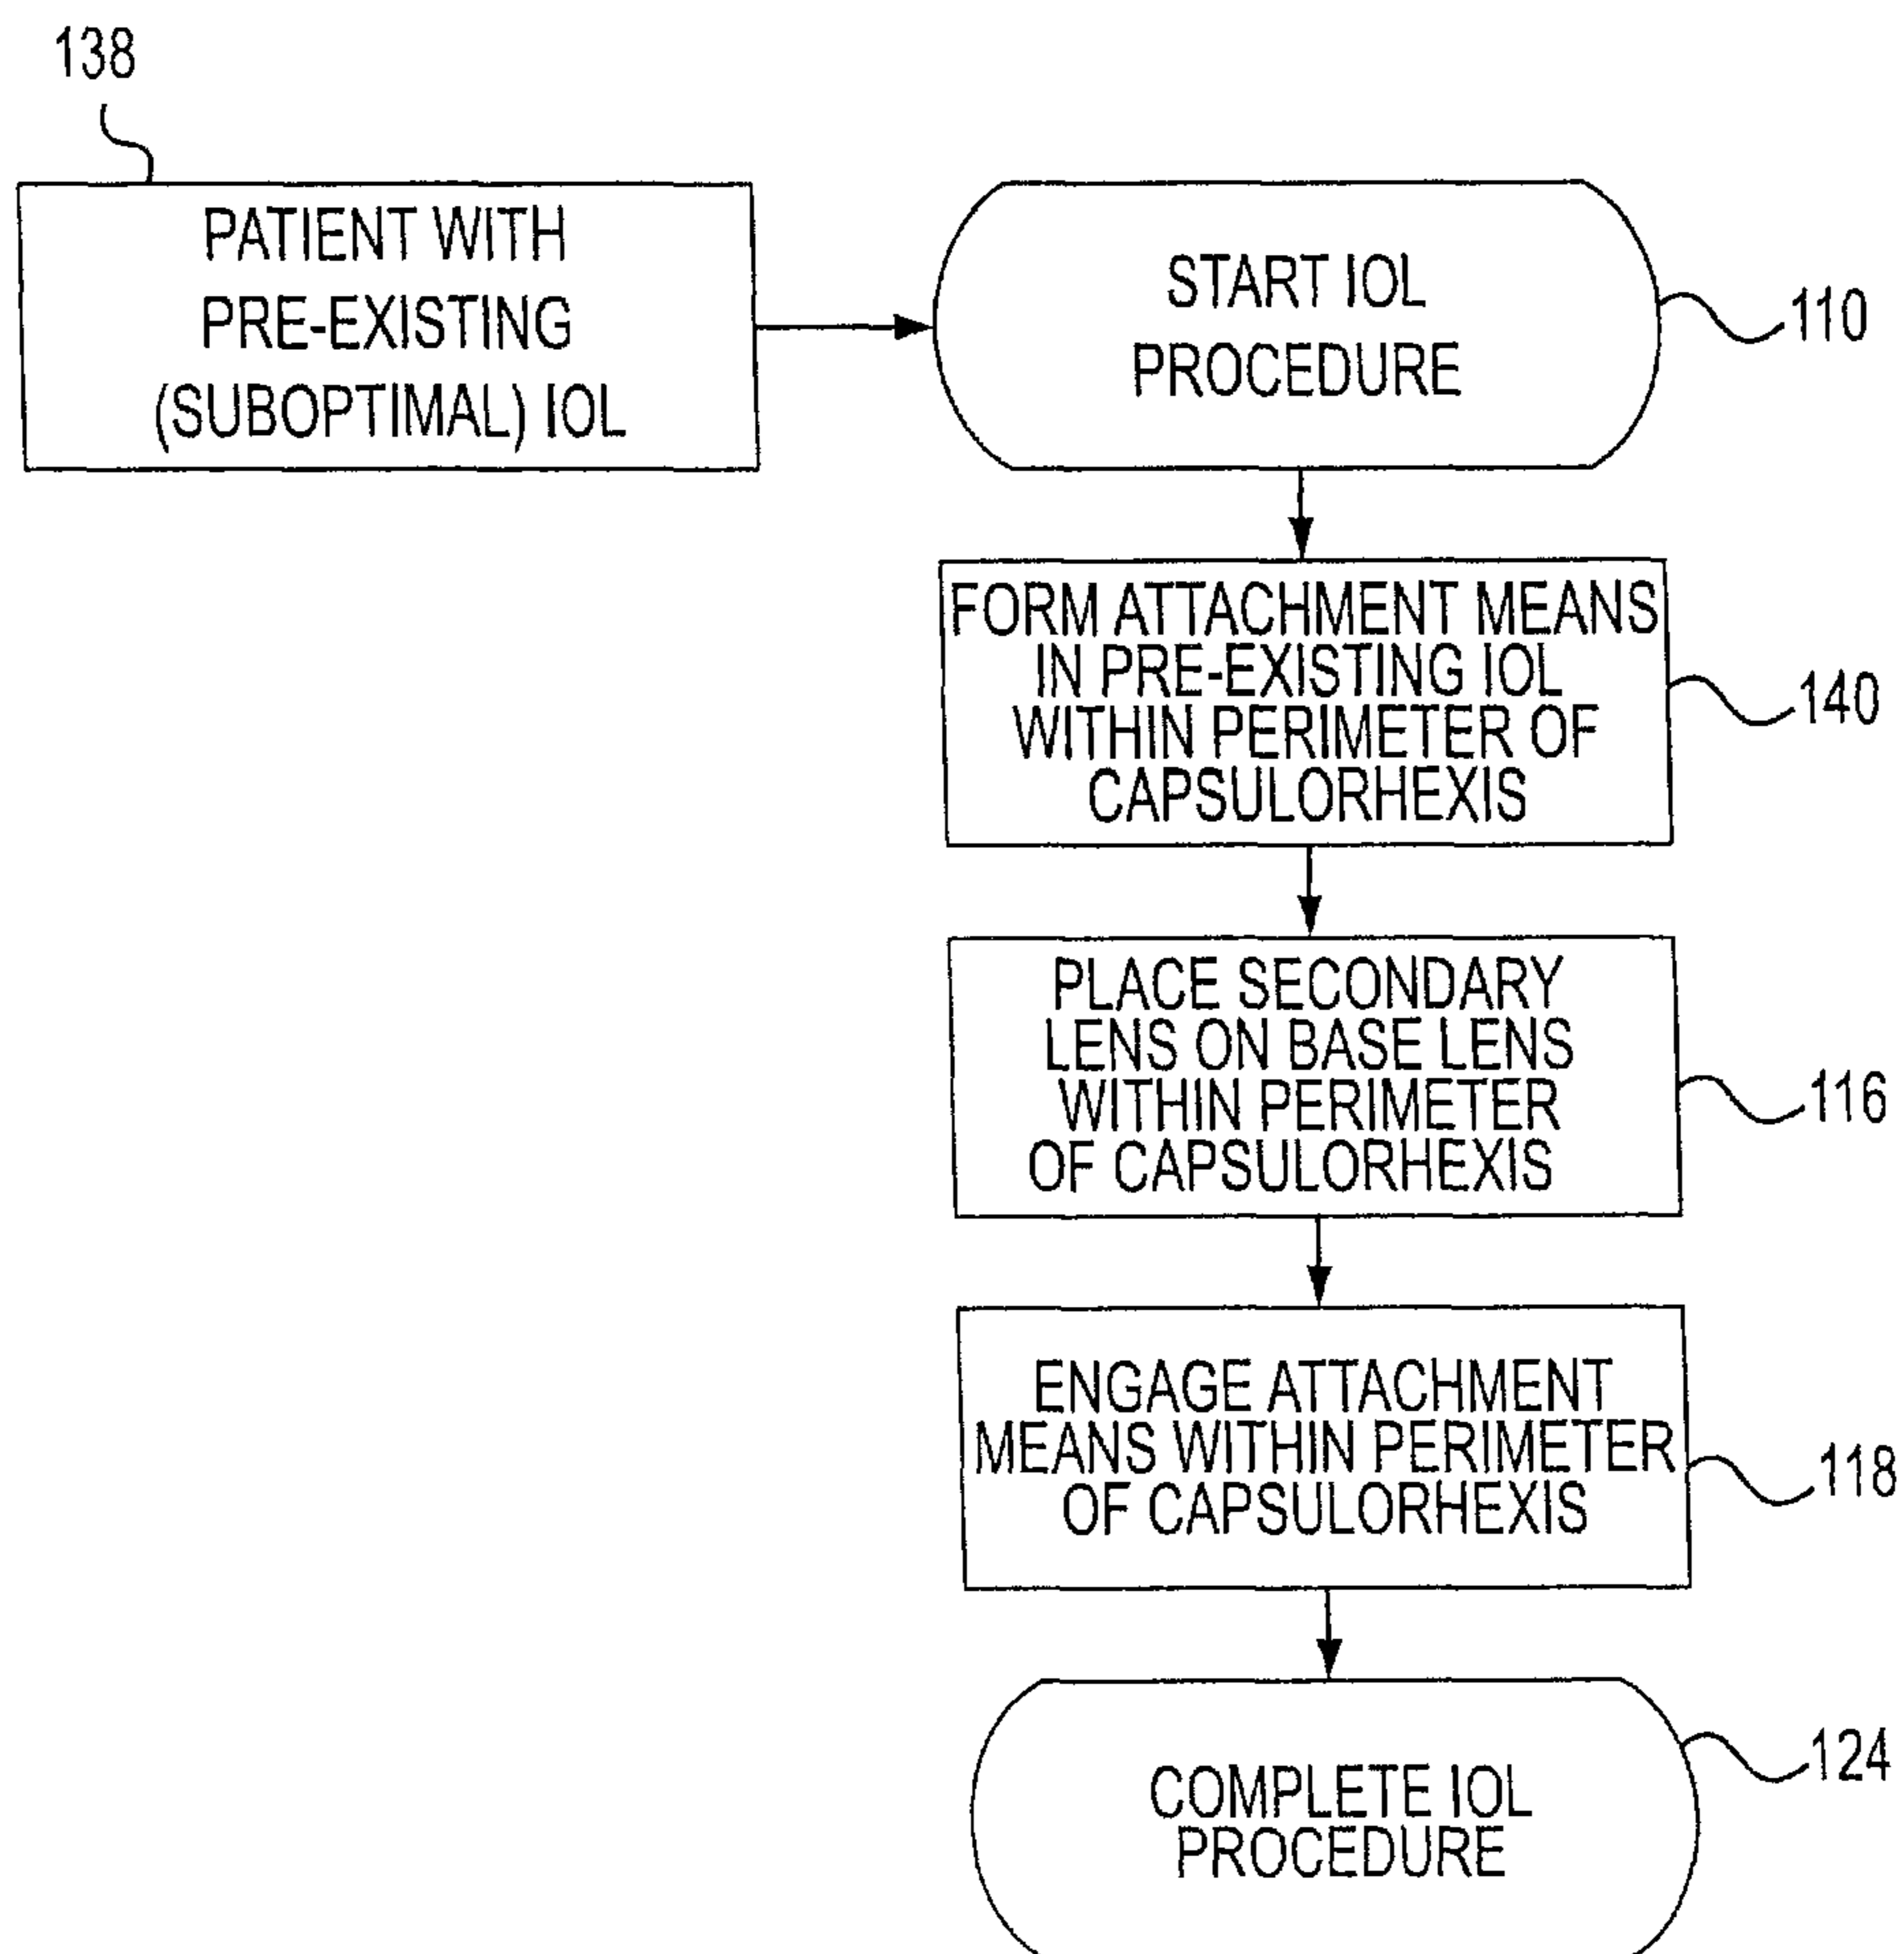 138
PATIENT WITH
PRE-EXISTING
(SUBOPTIMAL) IOL
START IOL
PROCEDURE
110
FORM ATTACHMENT MEANS
IN PRE-EXISTING IOL
WITHIN PERIMETER OF
CAPSULORHEXIS
140
PLACE SECONDARY
LENS ON BASE LENS
WITHIN PERIMETER
OF CAPSULORHEXIS
116
ENGAGE ATTACHMENT
MEANS WITHIN PERIMETER
OF CAPSULORHEXIS
118
COMPLETE IOL
PROCEDURE
124